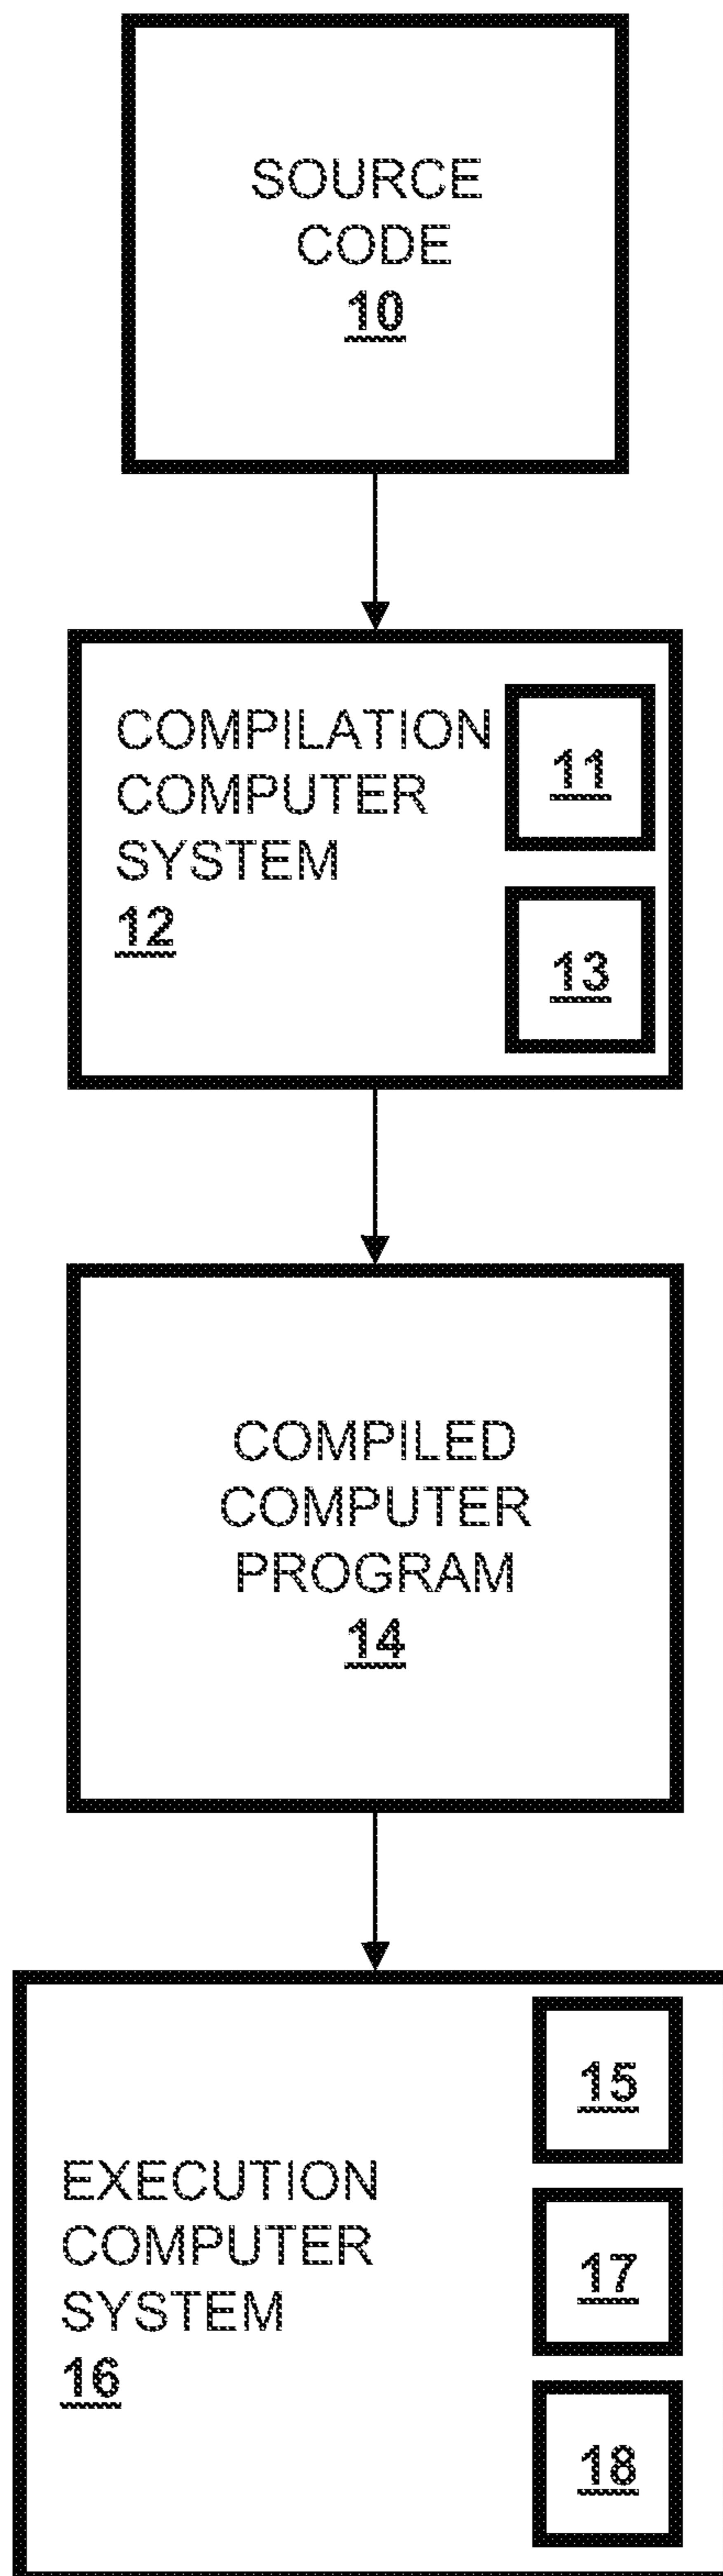 SOURCE
CODE
10
COMPILATION
COMPUTER
SYSTEM
12
11
13
COMPILED
COMPUTER
PROGRAM
14
EXECUTION
COMPUTER
SYSTEM
16
15
17
18